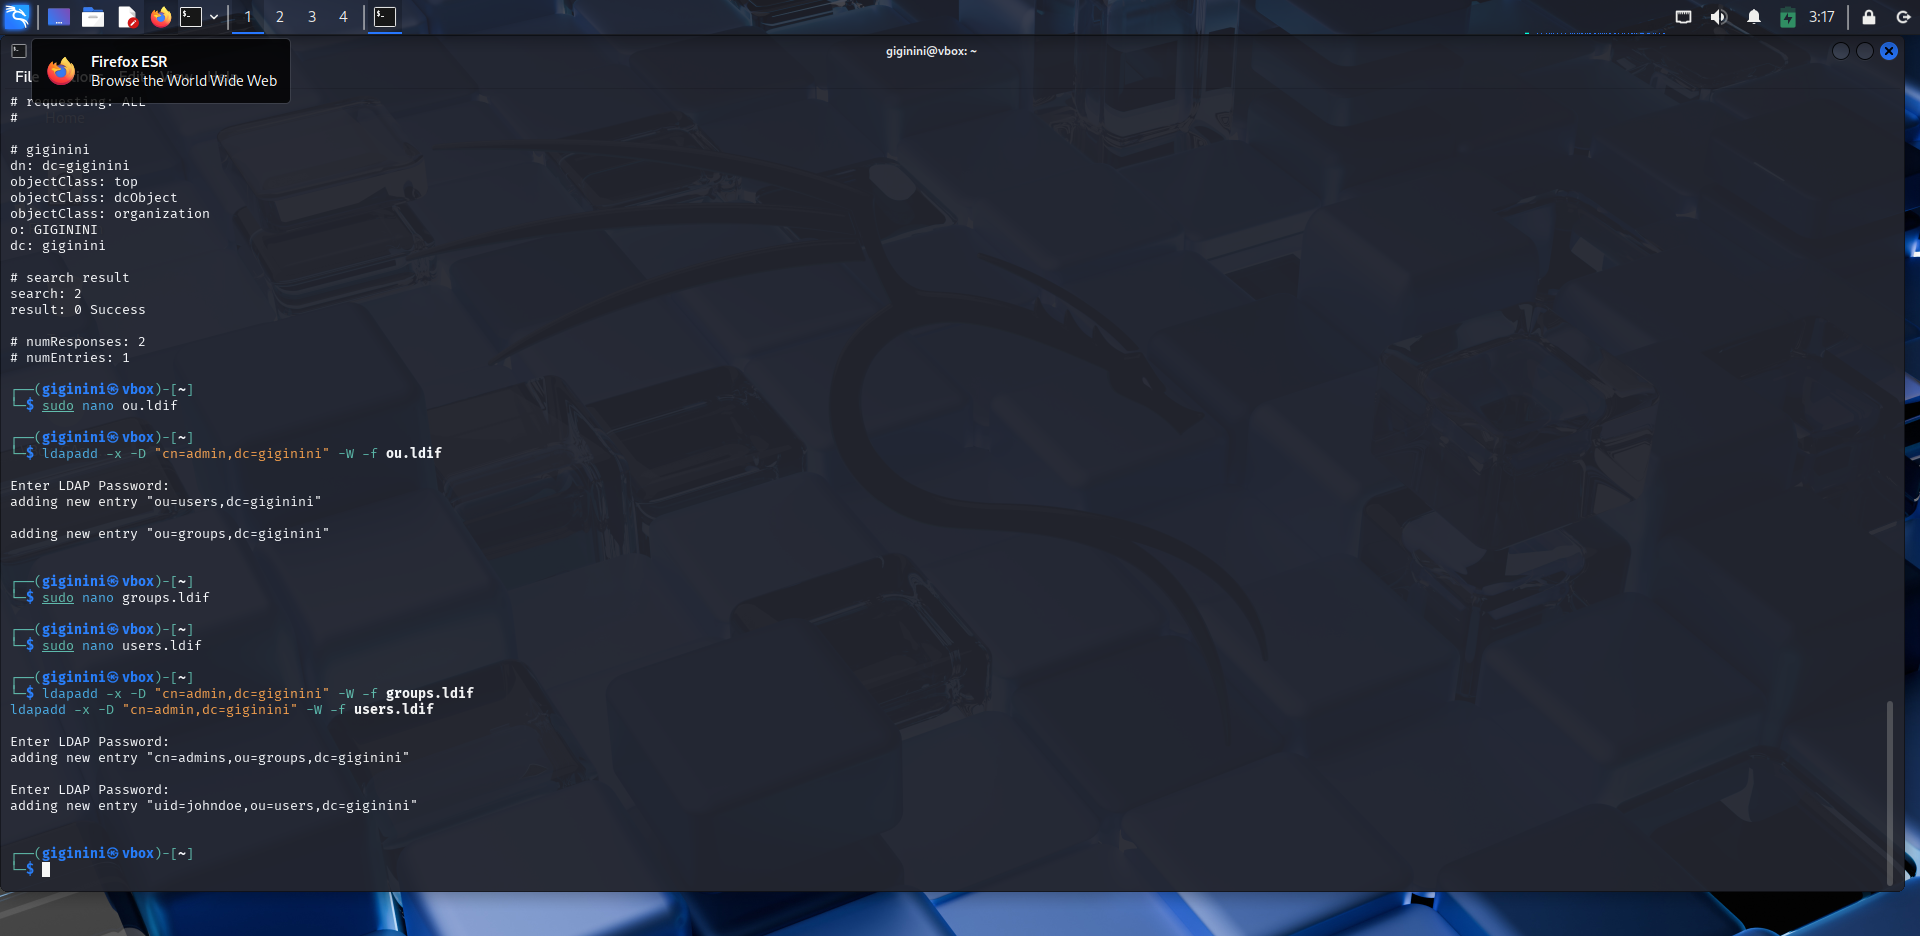 1 2 3 4
3:17
giginini@vbox: ~
Firefox ESR
Browse the World Wide Web
Fil
# requesting: ALL
#
Home
# giginini
dn: dc=giginini
objectClass: top
objectClass: dcObject
objectClass: organization
o: GIGININI
dc: giginini
# search result
search: 2
result: 0 Success
# numResponses: 2
# numEntries: 1
┌──(giginini㉿vbox)-[~]
└─$ sudo nano ou.ldif
┌──(giginini㉿vbox)-[~]
└─$ ldapadd -x -D "cn=admin,dc=giginini" -W -f ou.ldif
Enter LDAP Password:
adding new entry "ou=users,dc=giginini"
adding new entry "ou=groups,dc=giginini"
┌──(giginini㉿vbox)-[~]
└─$ sudo nano groups.ldif
┌──(giginini㉿vbox)-[~]
└─$ sudo nano users.ldif
┌──(giginini㉿vbox)-[~]
└─$ ldapadd -x -D "cn=admin,dc=giginini" -W -f groups.ldif
ldapadd -x -D "cn=admin,dc=giginini" -W -f users.ldif
Enter LDAP Password:
adding new entry "cn=admins,ou=groups,dc=giginini"
Enter LDAP Password:
adding new entry "uid=johndoe,ou=users,dc=giginini"
┌──(giginini㉿vbox)-[~]
└─$